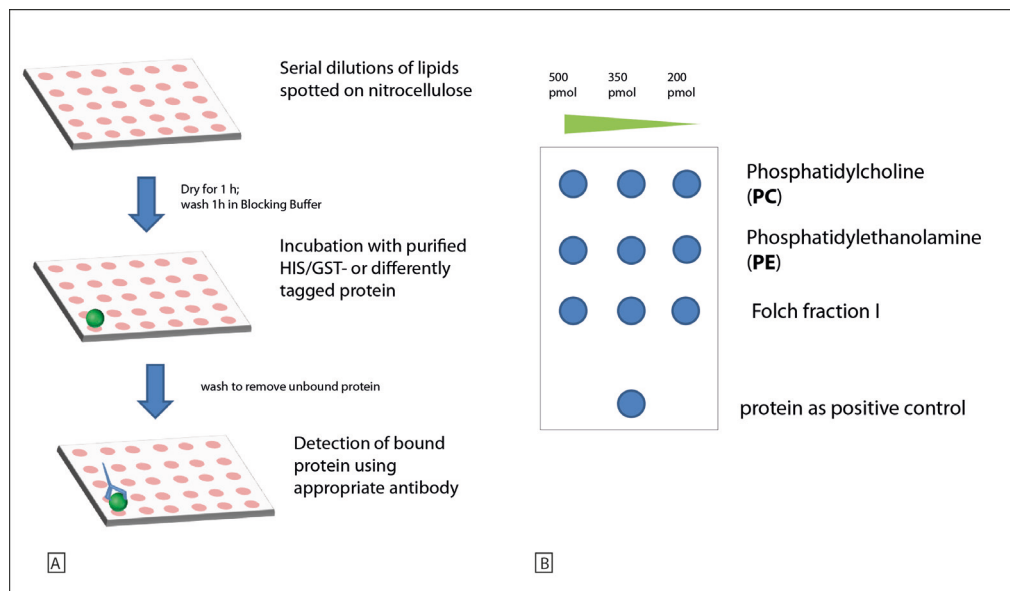 Serial dilutions of lipids
spotted on nitrocellulose
Dry for 1 h;
wash 1h in Blocking Buffer
Incubation with purified
HIS/GST- or differently
tagged protein
wash to remove unbound protein
Detection of bound
protein using
appropriate antibody
A
500
pmol
350
pmol
200
pmol
Phosphatidylcholine
(PC)
Phosphatidylethanolamine
(PE)
Folch fraction I
protein as positive control
B